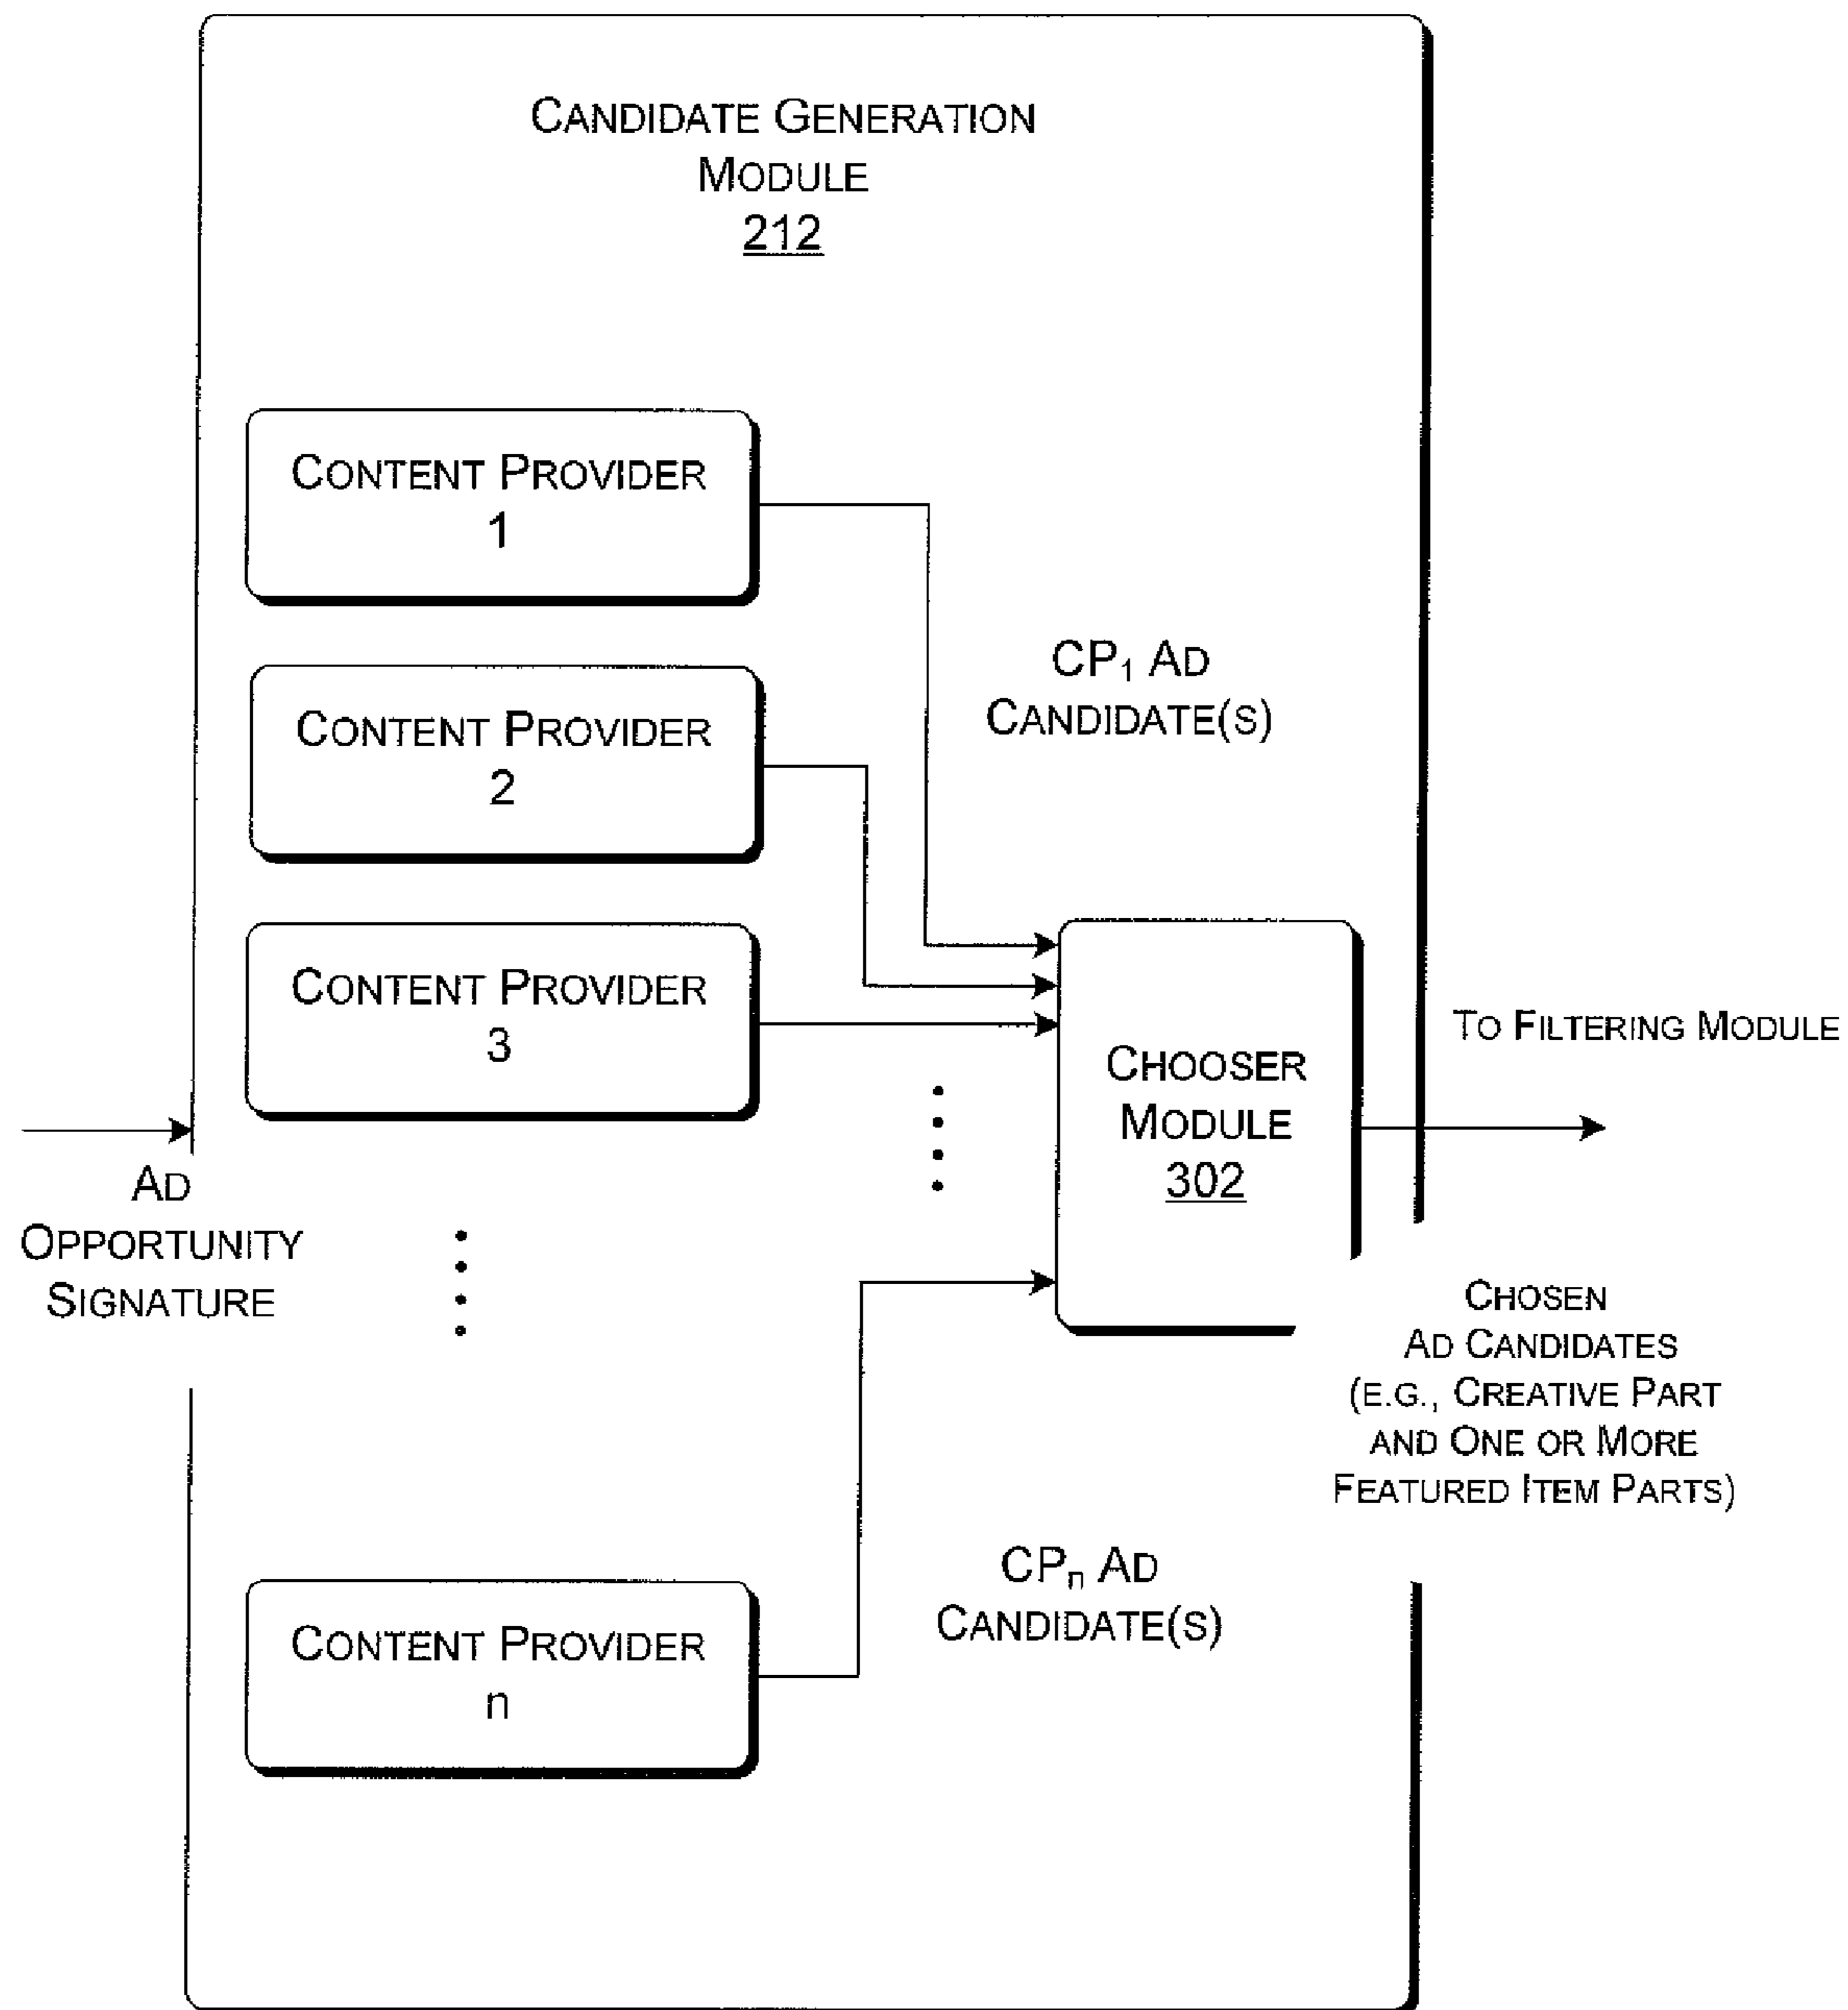 CANDIDATE GENERATION
MODULE
212
CONTENT PROVIDER
1
CP₁ AD
CANDIDATE(S)
CONTENT PROVIDER
2
CONTENT PROVIDER
3
TO FILTERING MODULE
CHOOSER
MODULE
302
AD
OPPORTUNITY
SIGNATURE
CHOSEN
AD CANDIDATES
(E.G., CREATIVE PART
AND ONE OR MORE
FEATURED ITEM PARTS)
CPₙ AD
CANDIDATE(S)
CONTENT PROVIDER
n